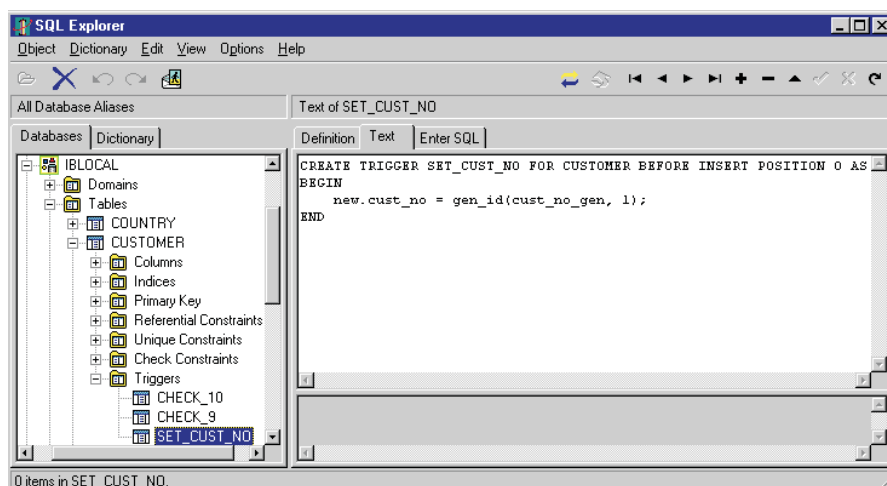 SQL Explorer
Object Dictionary Edit View Options Help
All Database Aliases
Text of SET_CUST_NO
Databases Dictionary
Definition Text Enter SQL
IBLOCAL
Domains
Tables
COUNTRY
CUSTOMER
Columns
Indices
Primary Key
Referential Constraints
Unique Constraints
Check Constraints
Triggers
CHECK_10
CHECK_9
SET_CUST_NO
CREATE TRIGGER SET_CUST_NO FOR CUSTOMER BEFORE INSERT POSITION 0 AS
BEGIN
new.cust_no = gen_id(cust_no_gen, 1);
END
0 items in SET_CUST_NO.